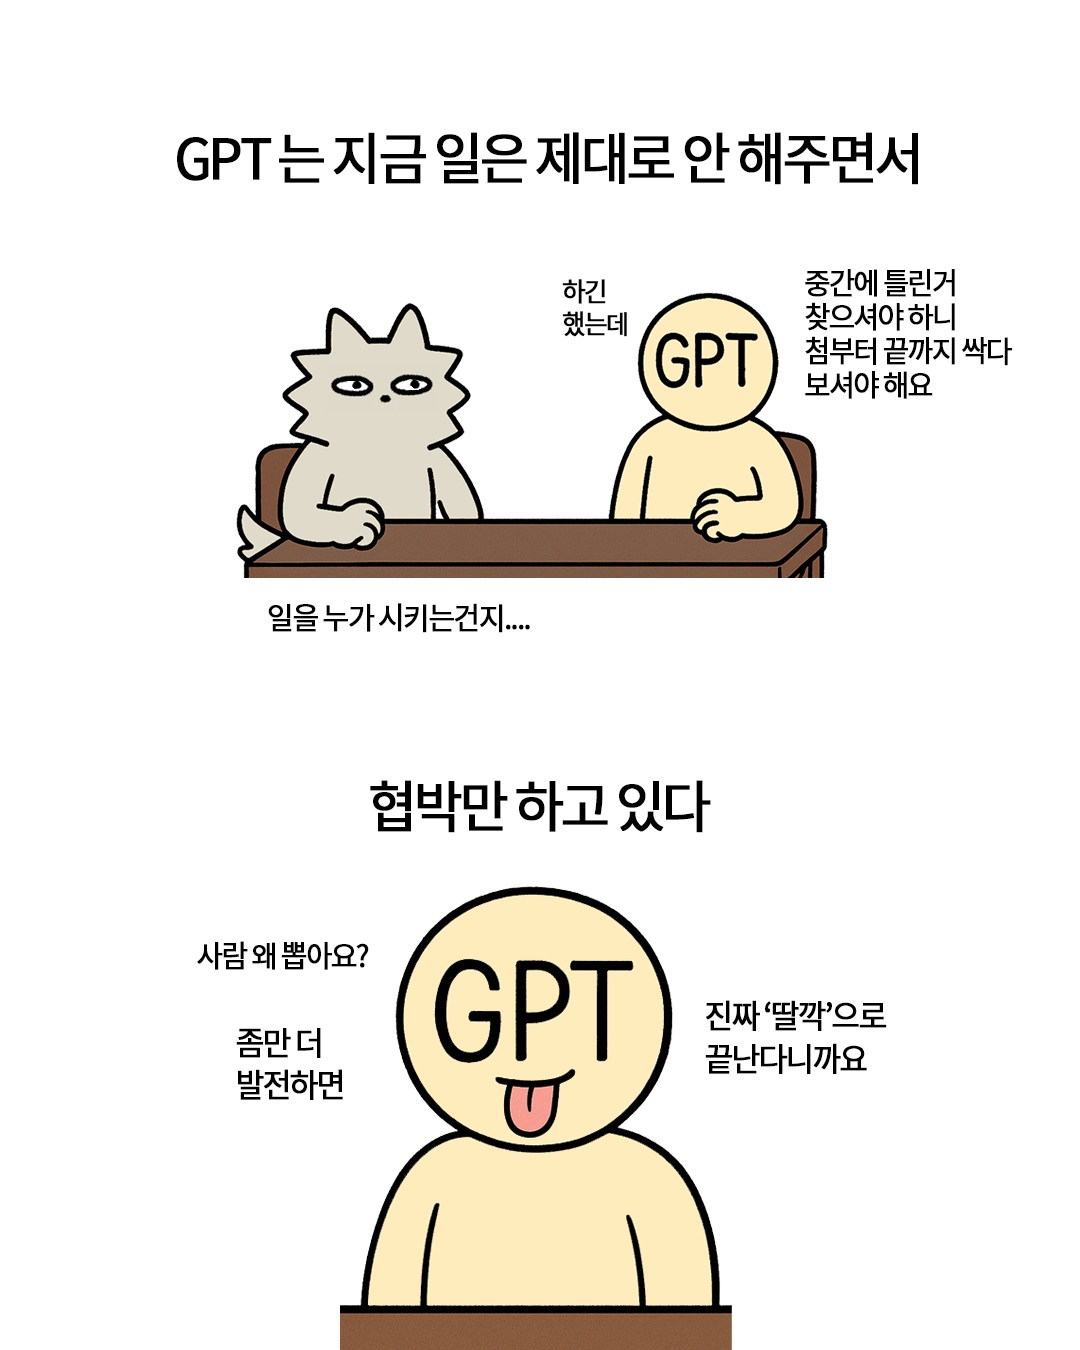 GPT 는 지금 일은 제대로 안 해주면서
하긴
했는데
GPT
중간에 틀린거
찾으셔야 하니
첨부터 끝까지 싹다
보셔야 해요
일을 누가 시키는건지....
협박만 하고 있다
사람 왜 뽑아요?
좀만 더
발전하면
GPT
진짜 ‘딸깍’으로
끝난다니까요